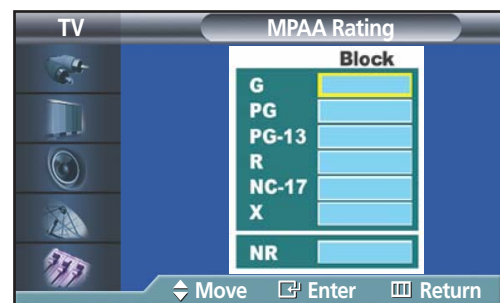 TV
MPAA Rating
Block
G
PG
PG-13
R
NC-17
X
NR
Move Enter Return